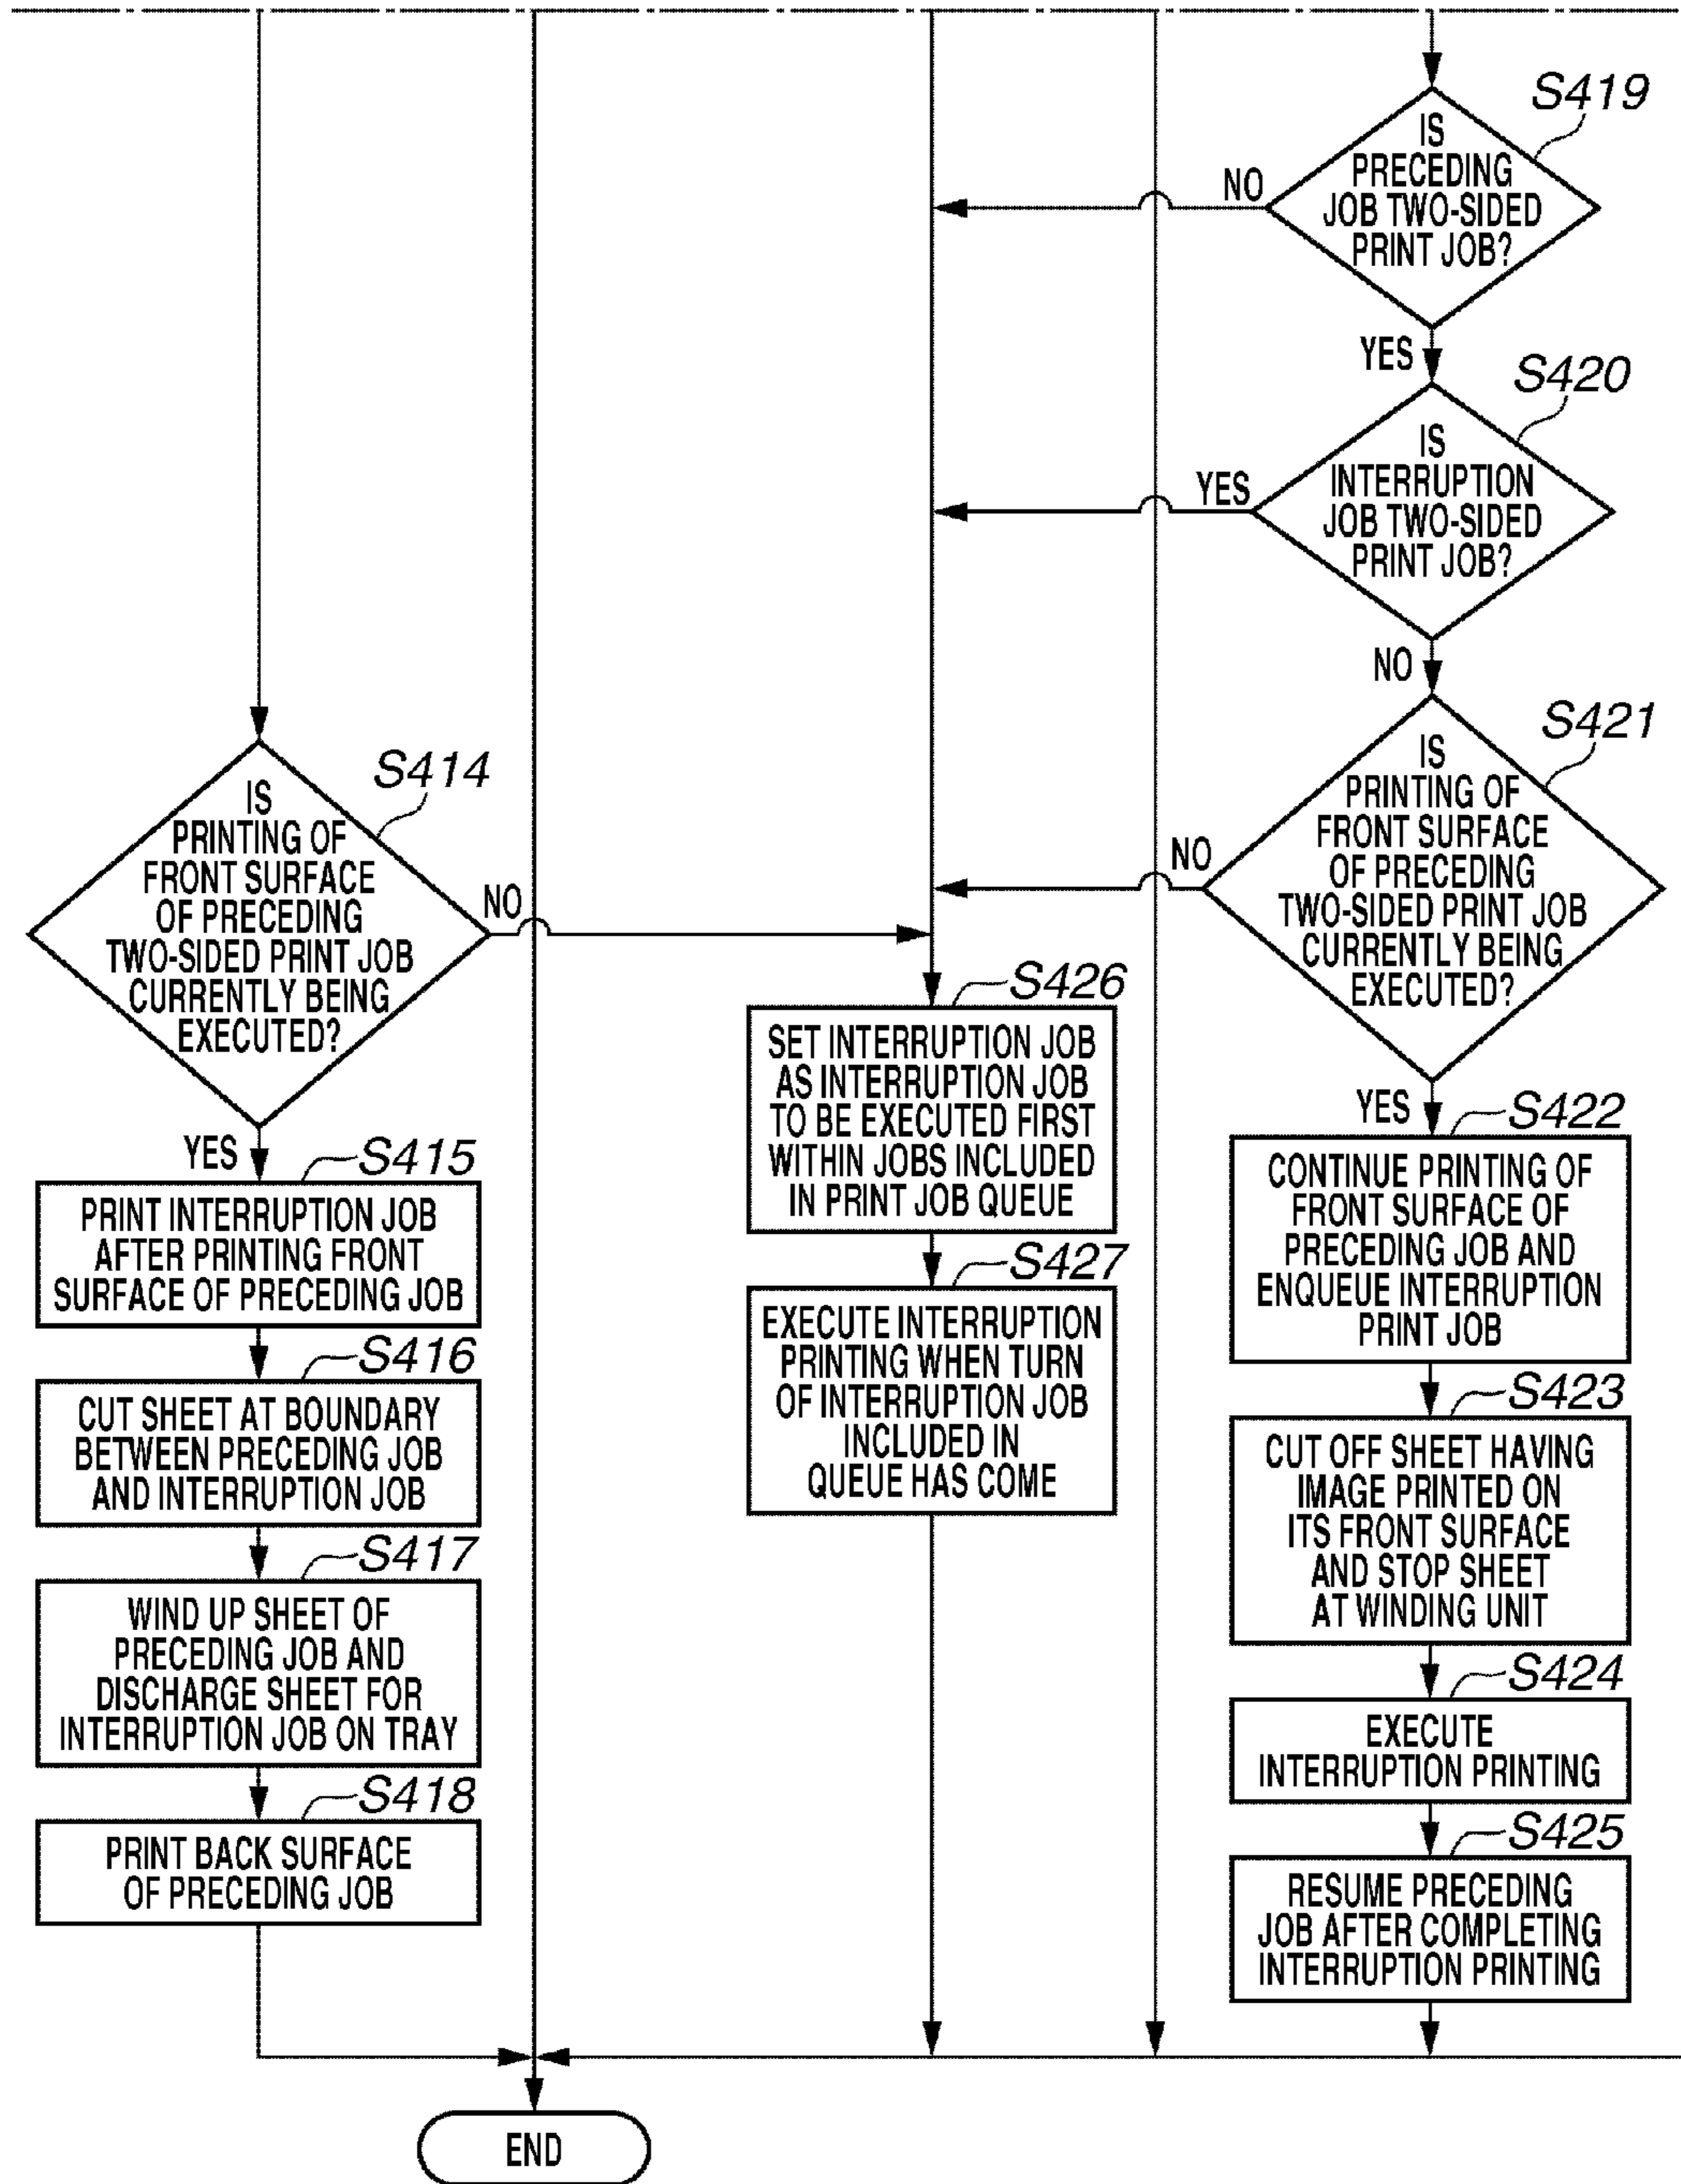 S419
IS
PRECEDING
JOB TWO-SIDED
PRINT JOB?
NO
YES
S420
IS
INTERRUPTION
JOB TWO-SIDED
PRINT JOB?
YES
NO
S421
IS
PRINTING OF
FRONT SURFACE
OF PRECEDING
TWO-SIDED PRINT JOB
CURRENTLY BEING
EXECUTED?
NO
YES
S414
IS
PRINTING OF
FRONT SURFACE
OF PRECEDING
TWO-SIDED PRINT JOB
CURRENTLY BEING
EXECUTED?
NO
YES
S415
PRINT INTERRUPTION JOB
AFTER PRINTING FRONT
SURFACE OF PRECEDING JOB
S416
CUT SHEET AT BOUNDARY
BETWEEN PRECEDING JOB
AND INTERRUPTION JOB
S417
WIND UP SHEET OF
PRECEDING JOB AND
DISCHARGE SHEET FOR
INTERRUPTION JOB ON TRAY
S418
PRINT BACK SURFACE
OF PRECEDING JOB
S426
SET INTERRUPTION JOB
AS INTERRUPTION JOB
TO BE EXECUTED FIRST
WITHIN JOBS INCLUDED
IN PRINT JOB QUEUE
S427
EXECUTE INTERRUPTION
PRINTING WHEN TURN
OF INTERRUPTION JOB
INCLUDED IN
QUEUE HAS COME
S422
CONTINUE PRINTING OF
FRONT SURFACE OF
PRECEDING JOB AND
ENQUEUE INTERRUPTION
PRINT JOB
S423
CUT OFF SHEET HAVING
IMAGE PRINTED ON
ITS FRONT SURFACE
AND STOP SHEET
AT WINDING UNIT
S424
EXECUTE
INTERRUPTION PRINTING
S425
RESUME PRECEDING
JOB AFTER COMPLETING
INTERRUPTION PRINTING
END